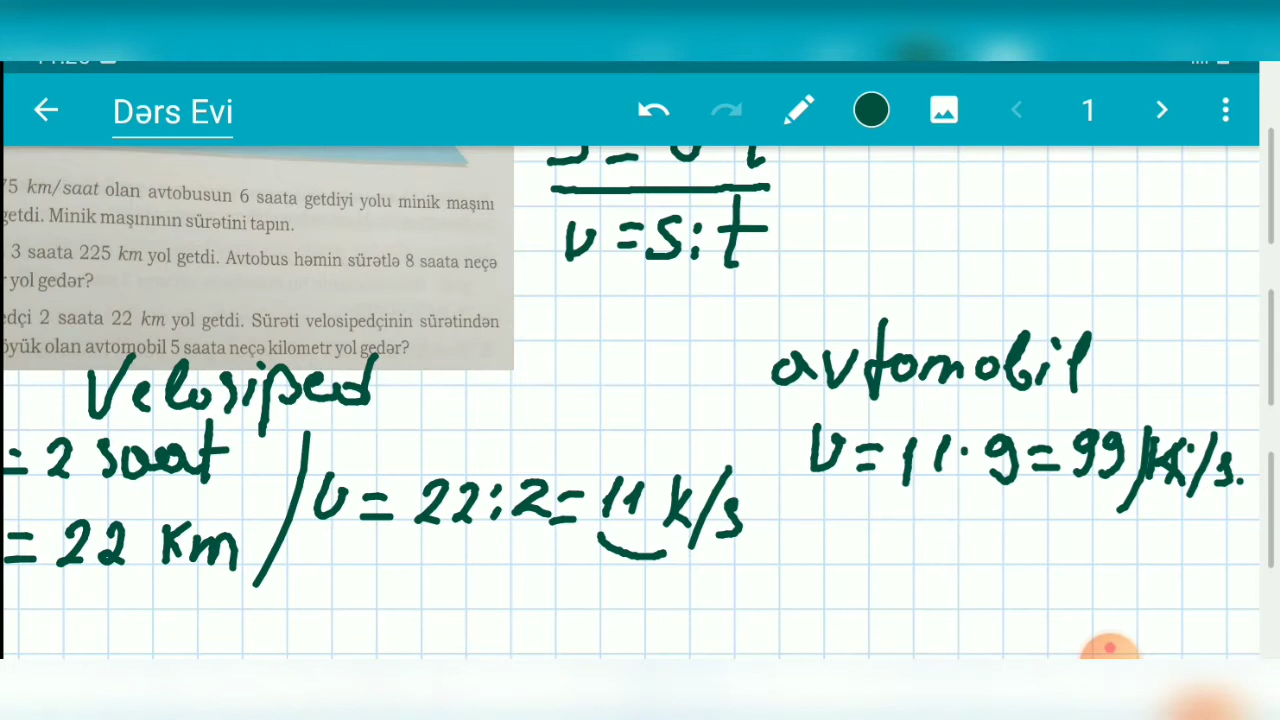 Dərs Evi
1
75 km/saat olan avtobusun 6 saata getdiyi yolu minik maşını
getdi. Minik maşınının sürətini tapın.
3 saata 225 km yol getdi. Avtobus həmin sürətlə 8 saata neçə
yol gedər?
edçi 2 saata 22 km yol getdi. Sürəti velosipedçinin sürətindən
öyük olan avtomobil 5 saata neçə kilometr yol gedər?
v = s : t
Velosiped
= 2 saat
= 22 km
v = 22 : 2 = 11 k/s
avtomobil
v = 11 · 9 = 99 k/s.